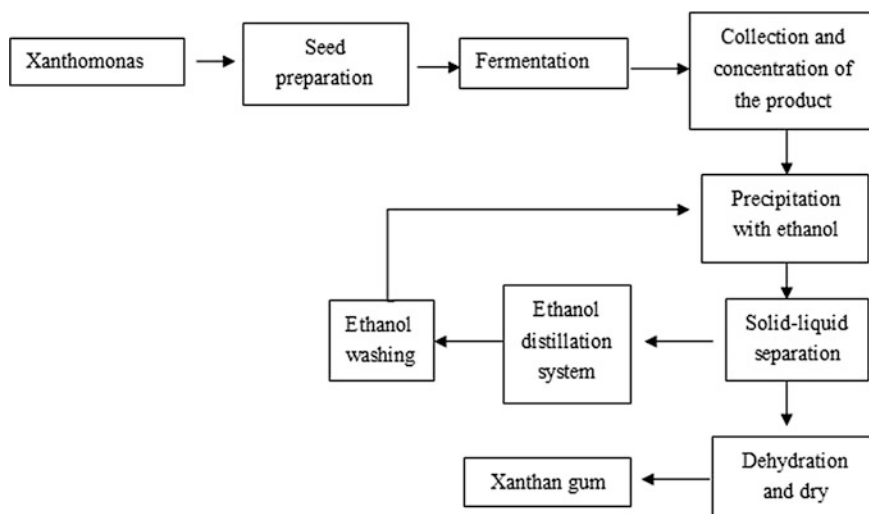 Xanthomonas
Seed
preparation
Fermentation
Collection and
concentration of
the product
Precipitation
with ethanol
Solid-liquid
separation
Ethanol
distillation
system
Ethanol
washing
Dehydration
and dry
Xanthan gum